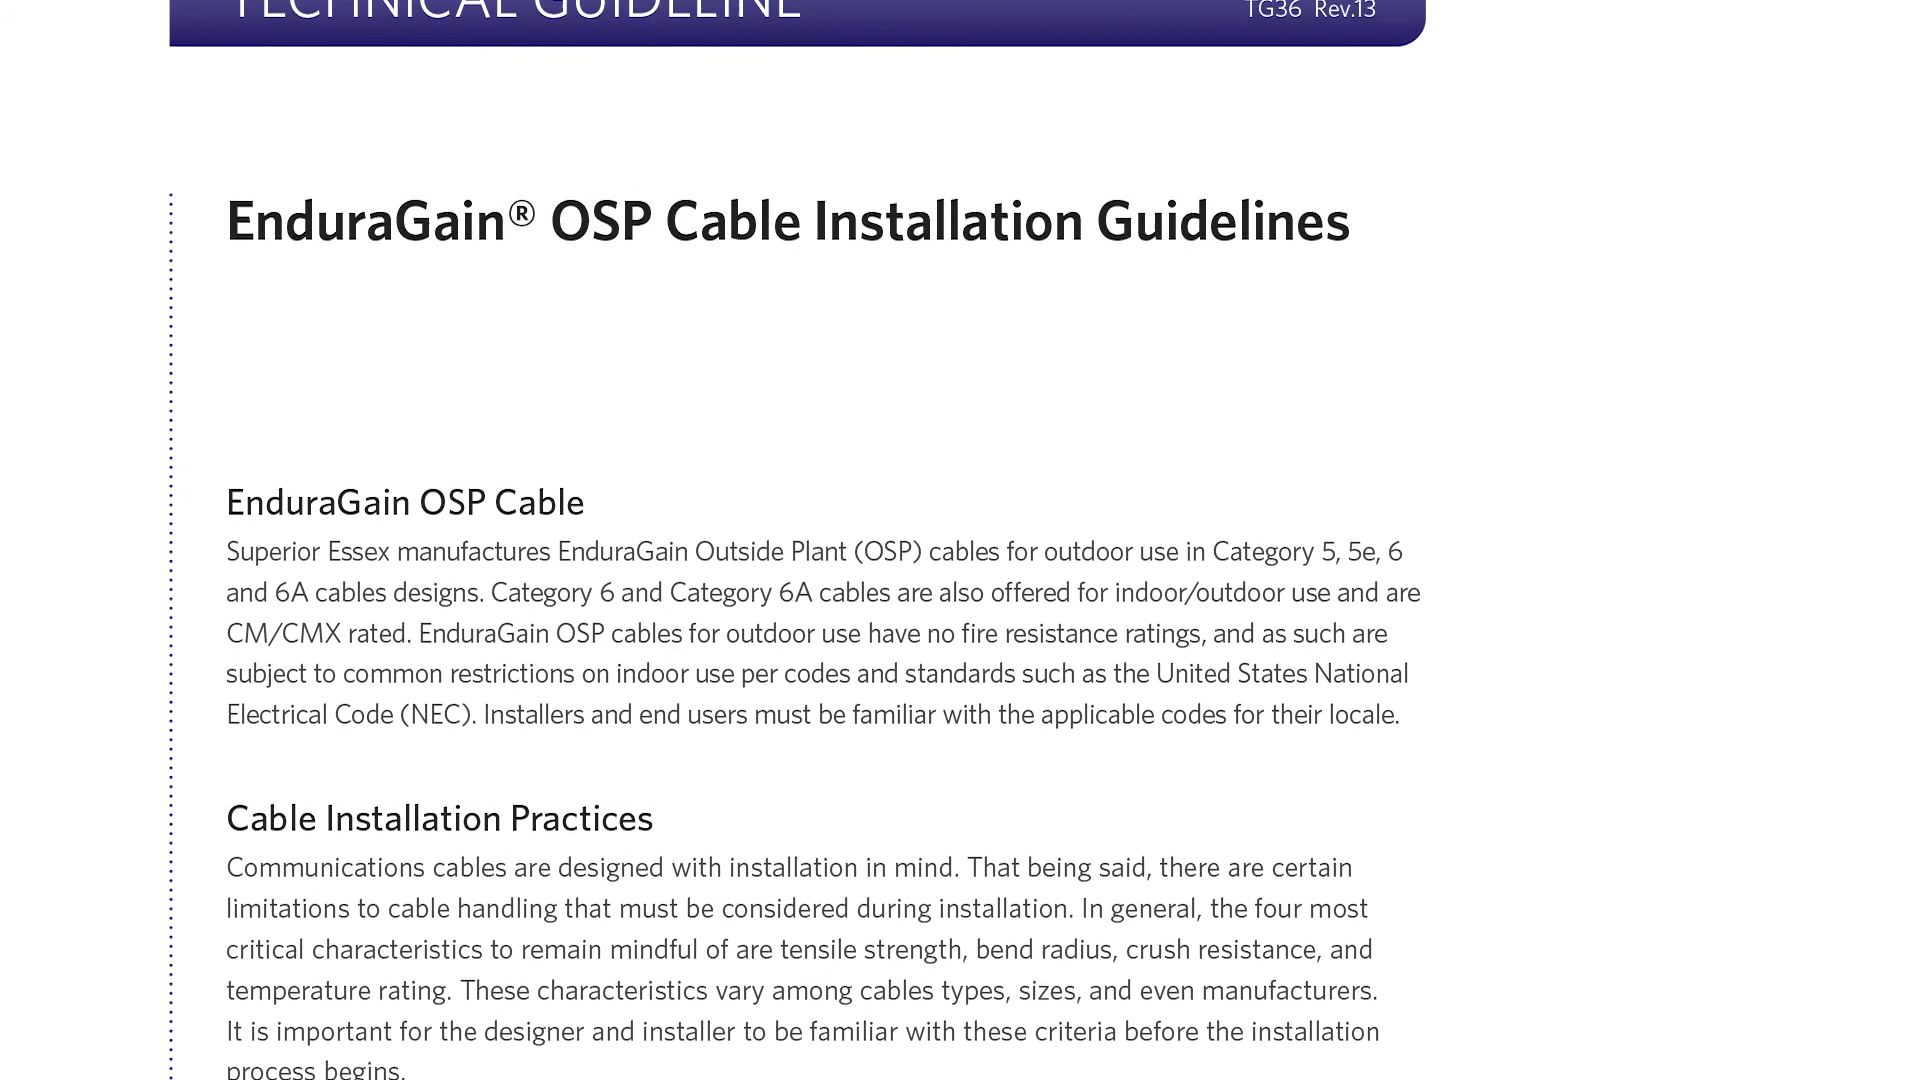 TECHNICAL GUIDELINE
TG36 Rev.13
EnduraGain® OSP Cable Installation Guidelines
EnduraGain OSP Cable
Superior Essex manufactures EnduraGain Outside Plant (OSP) cables for outdoor use in Category 5, 5e, 6
and 6A cables designs. Category 6 and Category 6A cables are also offered for indoor/outdoor use and are
CM/CMX rated. EnduraGain OSP cables for outdoor use have no fire resistance ratings, and as such are
subject to common restrictions on indoor use per codes and standards such as the United States National
Electrical Code (NEC). Installers and end users must be familiar with the applicable codes for their locale.
Cable Installation Practices
Communications cables are designed with installation in mind. That being said, there are certain
limitations to cable handling that must be considered during installation. In general, the four most
critical characteristics to remain mindful of are tensile strength, bend radius, crush resistance, and
temperature rating. These characteristics vary among cables types, sizes, and even manufacturers.
It is important for the designer and installer to be familiar with these criteria before the installation
process begins.